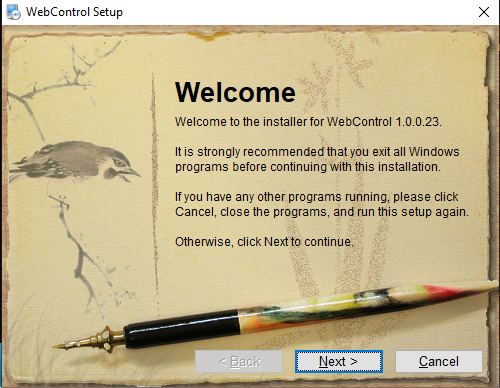 WebControl Setup
Welcome
Welcome to the installer for WebControl 1.0.0.23.
It is strongly recommended that you exit all Windows
programs before continuing with this installation.
If you have any other programs running, please click
Cancel, close the programs, and run this setup again.
Otherwise, click Next to continue.
< Back
Next >
Cancel